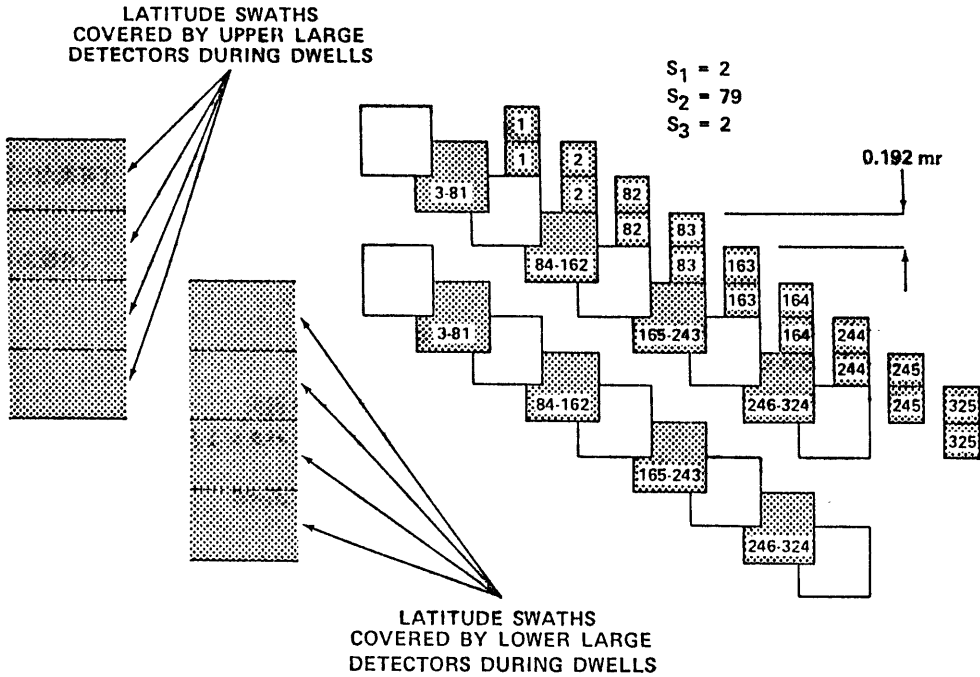 LATITUDE SWATHS
COVERED BY UPPER LARGE
DETECTORS DURING DWELLS
S1 = 2
S2 = 79
S3 = 2
0.192 mr
1
1 2
3-81 2 82
82 83
84-162 83 163
163 164
3-81 165-243 164 244
244 245
84-162 246-324 245 325
325
165-243
246-324
LATITUDE SWATHS
COVERED BY LOWER LARGE
DETECTORS DURING DWELLS